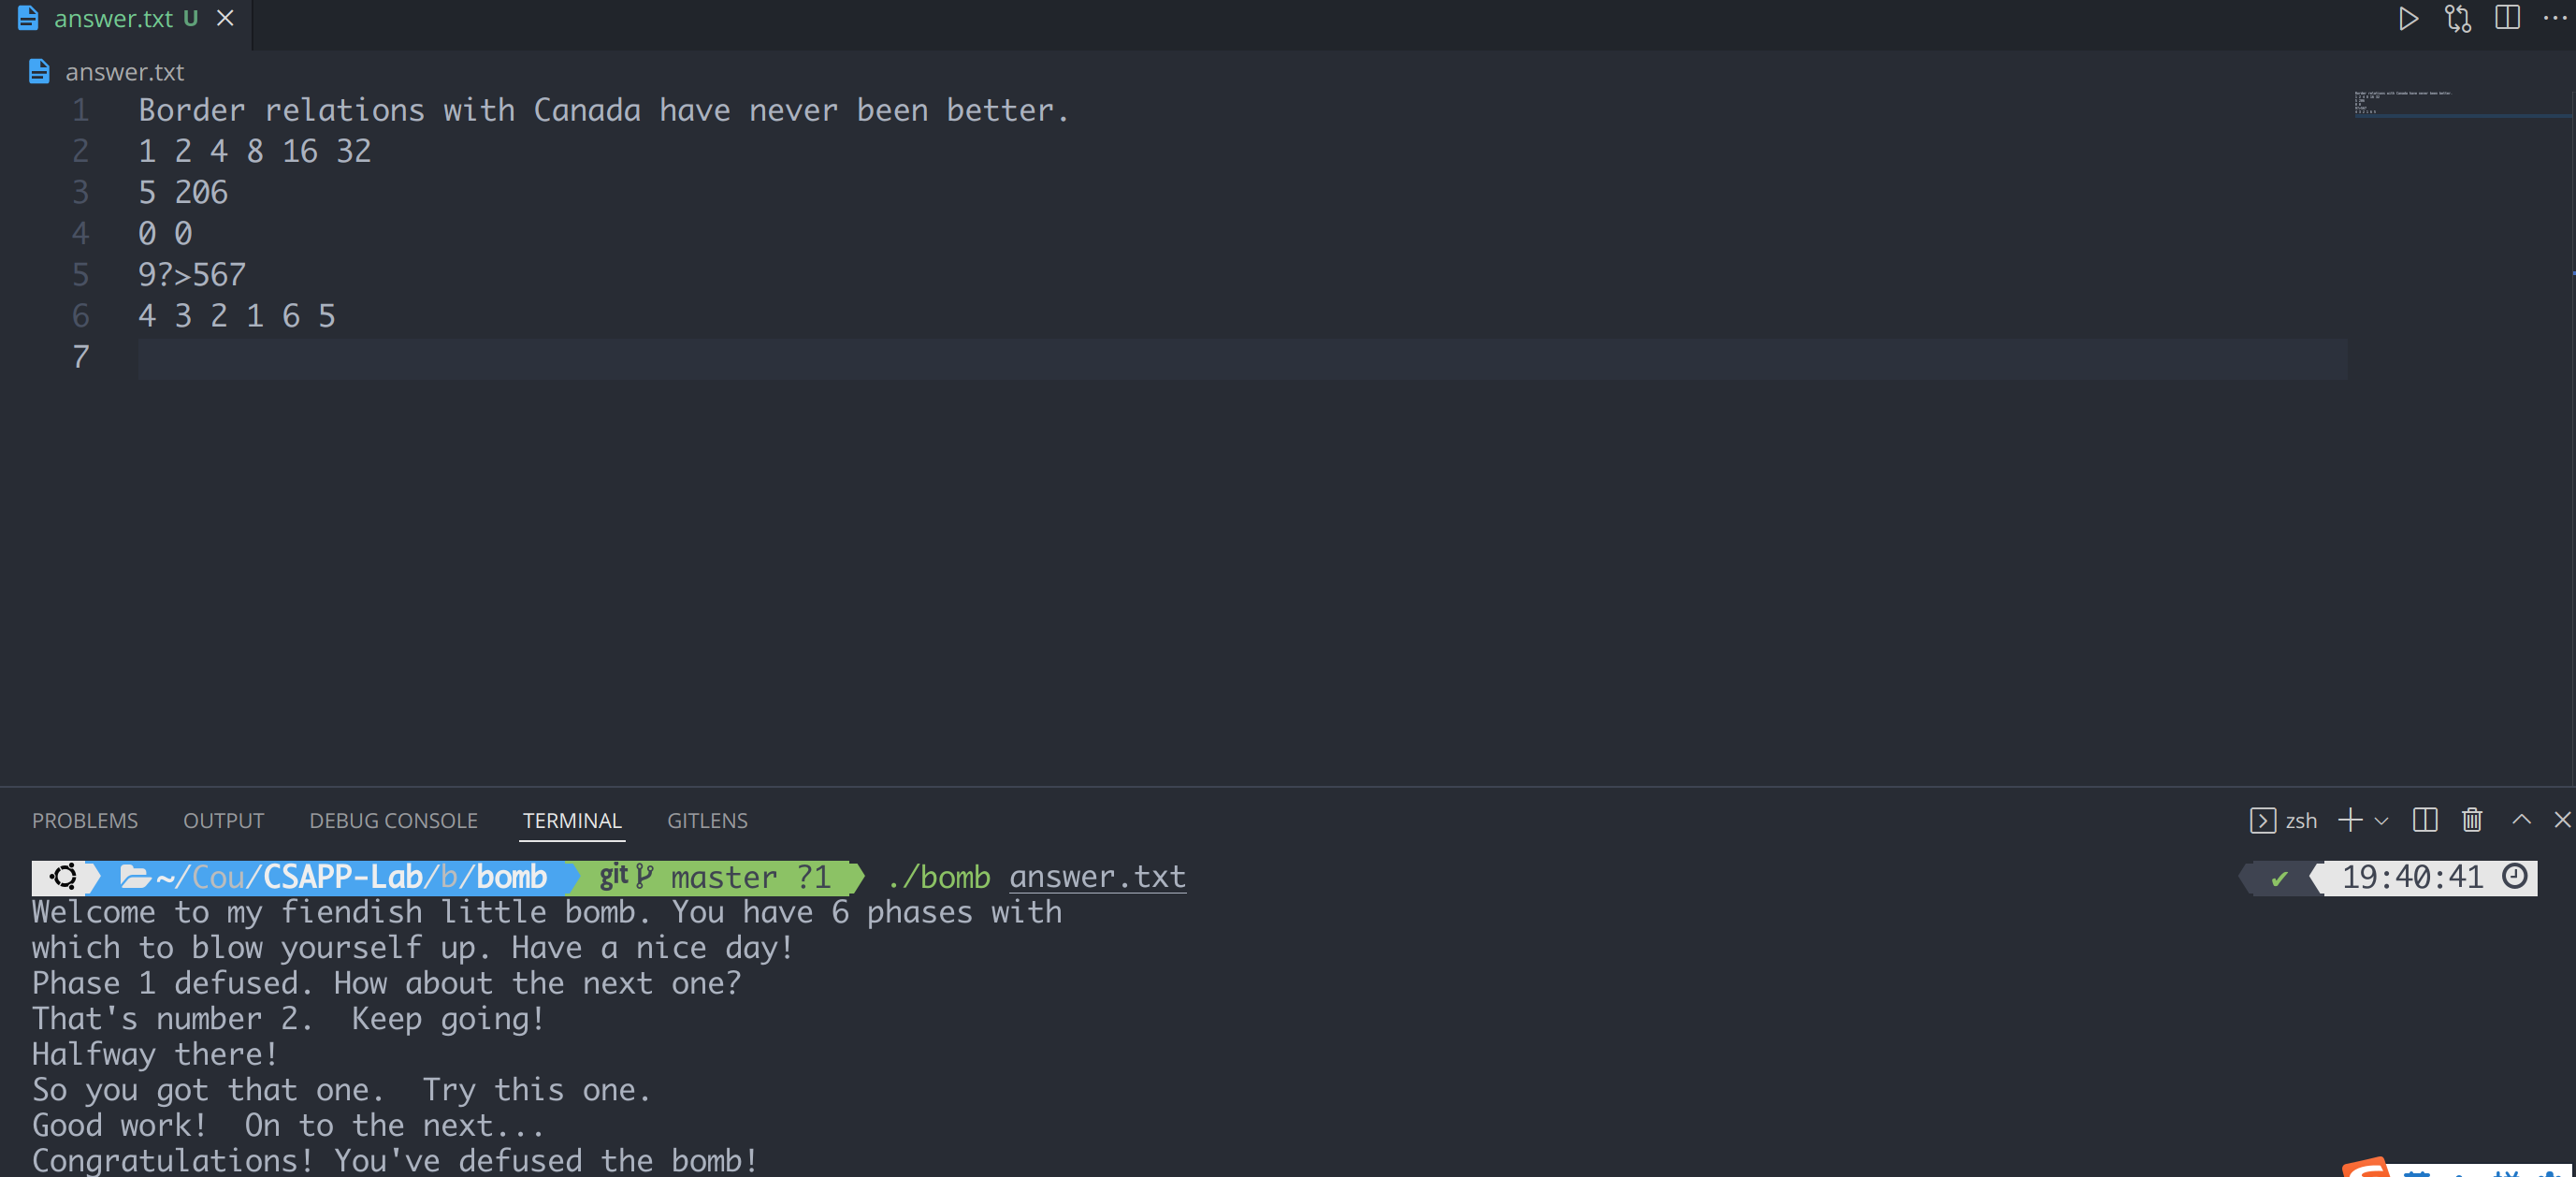 answer.txt U
answer.txt
1 Border relations with Canada have never been better.
2 1 2 4 8 16 32
3 5 206
4 0 0
5 9?>567
6 4 3 2 1 6 5
7
PROBLEMS OUTPUT DEBUG CONSOLE TERMINAL GITLENS zsh
~/Cou/CSAPP-Lab/b/bomb git master ?1 ./bomb answer.txt ✔ 19:40:41
Welcome to my fiendish little bomb. You have 6 phases with
which to blow yourself up. Have a nice day!
Phase 1 defused. How about the next one?
That's number 2.  Keep going!
Halfway there!
So you got that one.  Try this one.
Good work!  On to the next...
Congratulations! You've defused the bomb!